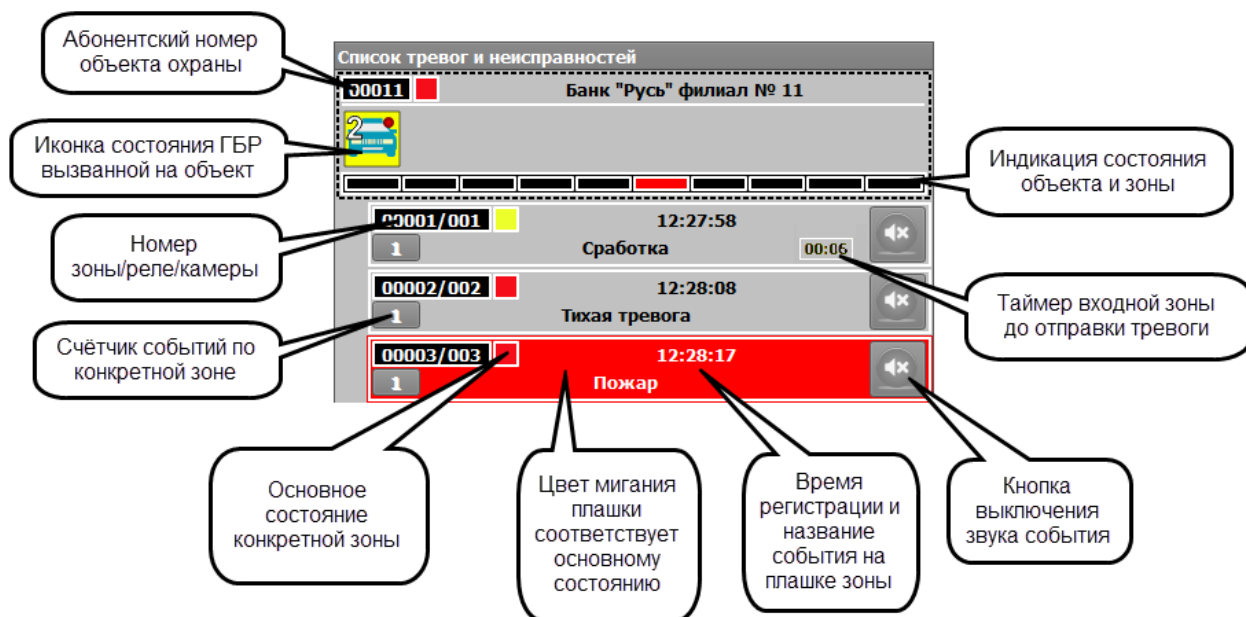 Абонентский номер
объекта охраны
Список тревог и неисправностей
00011
Банк "Русь" филиал № 11
2
Иконка состояния ГБР
вызванной на объект
Индикация состояния
объекта и зоны
Номер
зоны/реле/камеры
00001/001
12:27:58
1
Сработка
00:06
Таймер входной зоны
до отправки тревоги
00002/002
12:28:08
1
Тихая тревога
Счётчик событий по
конкретной зоне
00003/003
12:28:17
1
Пожар
Основное
состояние
конкретной зоны
Цвет мигания
плашки
соответствует
основному
состоянию
Время
регистрации и
название
события на
плашке зоны
Кнопка
выключения
звука события